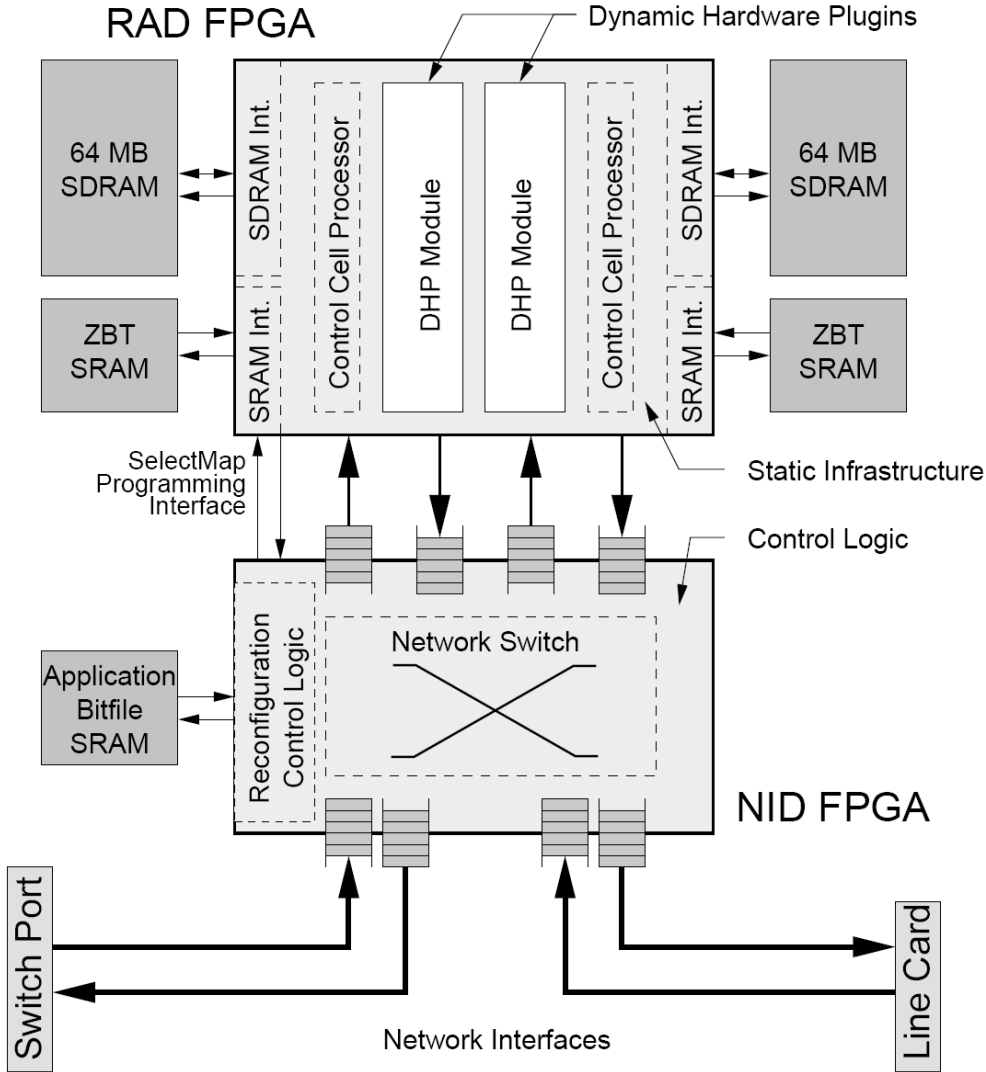 RAD FPGA
Dynamic Hardware Plugins
64 MB
SDRAM
SDRAM Int.
Control Cell Processor
DHP Module
DHP Module
Control Cell Processor
SDRAM Int.
64 MB
SDRAM
ZBT
SRAM
SRAM Int.
SRAM Int.
ZBT
SRAM
SelectMap
Programming
Interface
Static Infrastructure
Control Logic
Application
Bitfile
SRAM
Reconfiguration
Control Logic
Network Switch
NID FPGA
Switch Port
Line Card
Network Interfaces